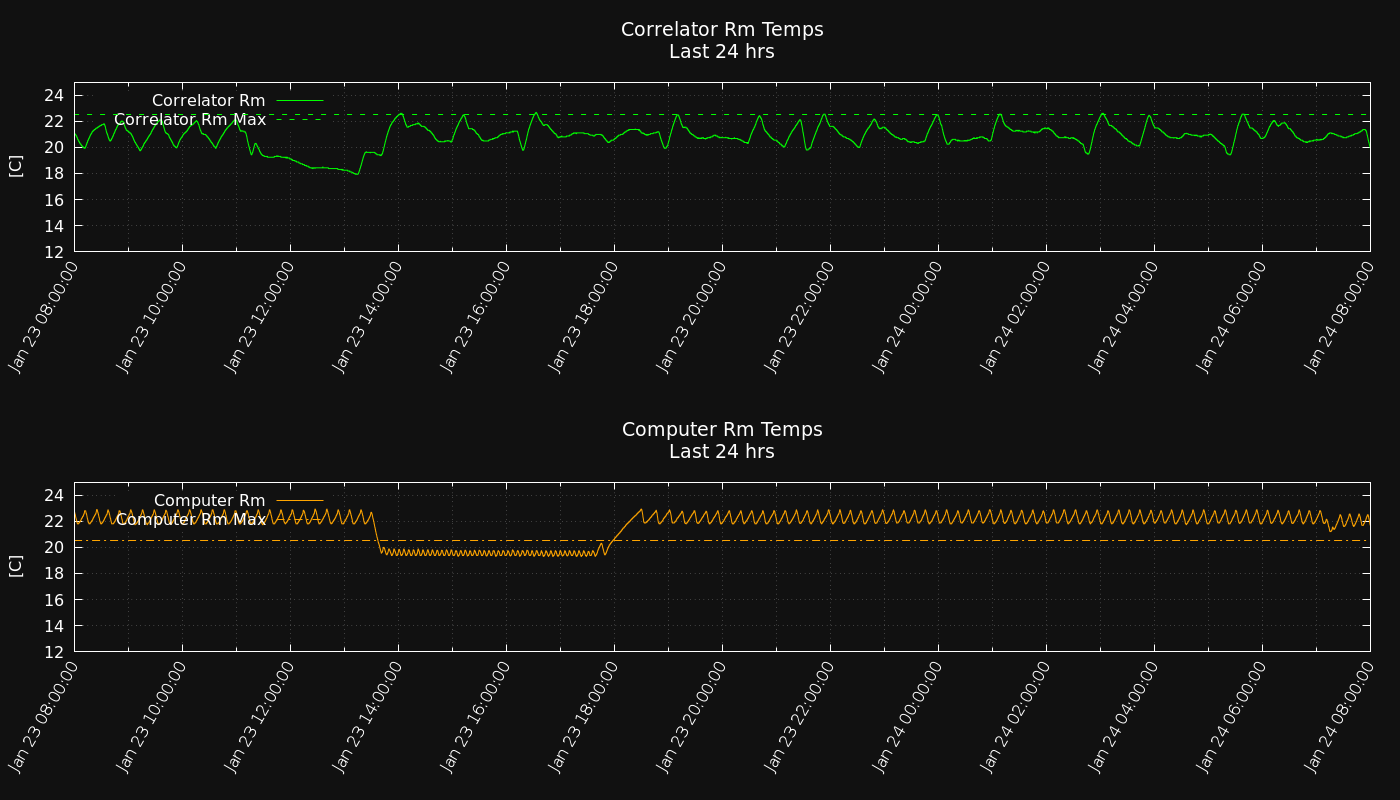 Correlator Rm Temps
Last 24 hrs
24
22
20
18
16
14
12
[C]
Correlator Rm
Correlator Rm Max
Jan 23 08:00:00
Jan 23 10:00:00
Jan 23 12:00:00
Jan 23 14:00:00
Jan 23 16:00:00
Jan 23 18:00:00
Jan 23 20:00:00
Jan 23 22:00:00
Jan 24 00:00:00
Jan 24 02:00:00
Jan 24 04:00:00
Jan 24 06:00:00
Jan 24 08:00:00
Computer Rm Temps
Last 24 hrs
24
22
20
18
16
14
12
[C]
Computer Rm
Computer Rm Max
Jan 23 08:00:00
Jan 23 10:00:00
Jan 23 12:00:00
Jan 23 14:00:00
Jan 23 16:00:00
Jan 23 18:00:00
Jan 23 20:00:00
Jan 23 22:00:00
Jan 24 00:00:00
Jan 24 02:00:00
Jan 24 04:00:00
Jan 24 06:00:00
Jan 24 08:00:00